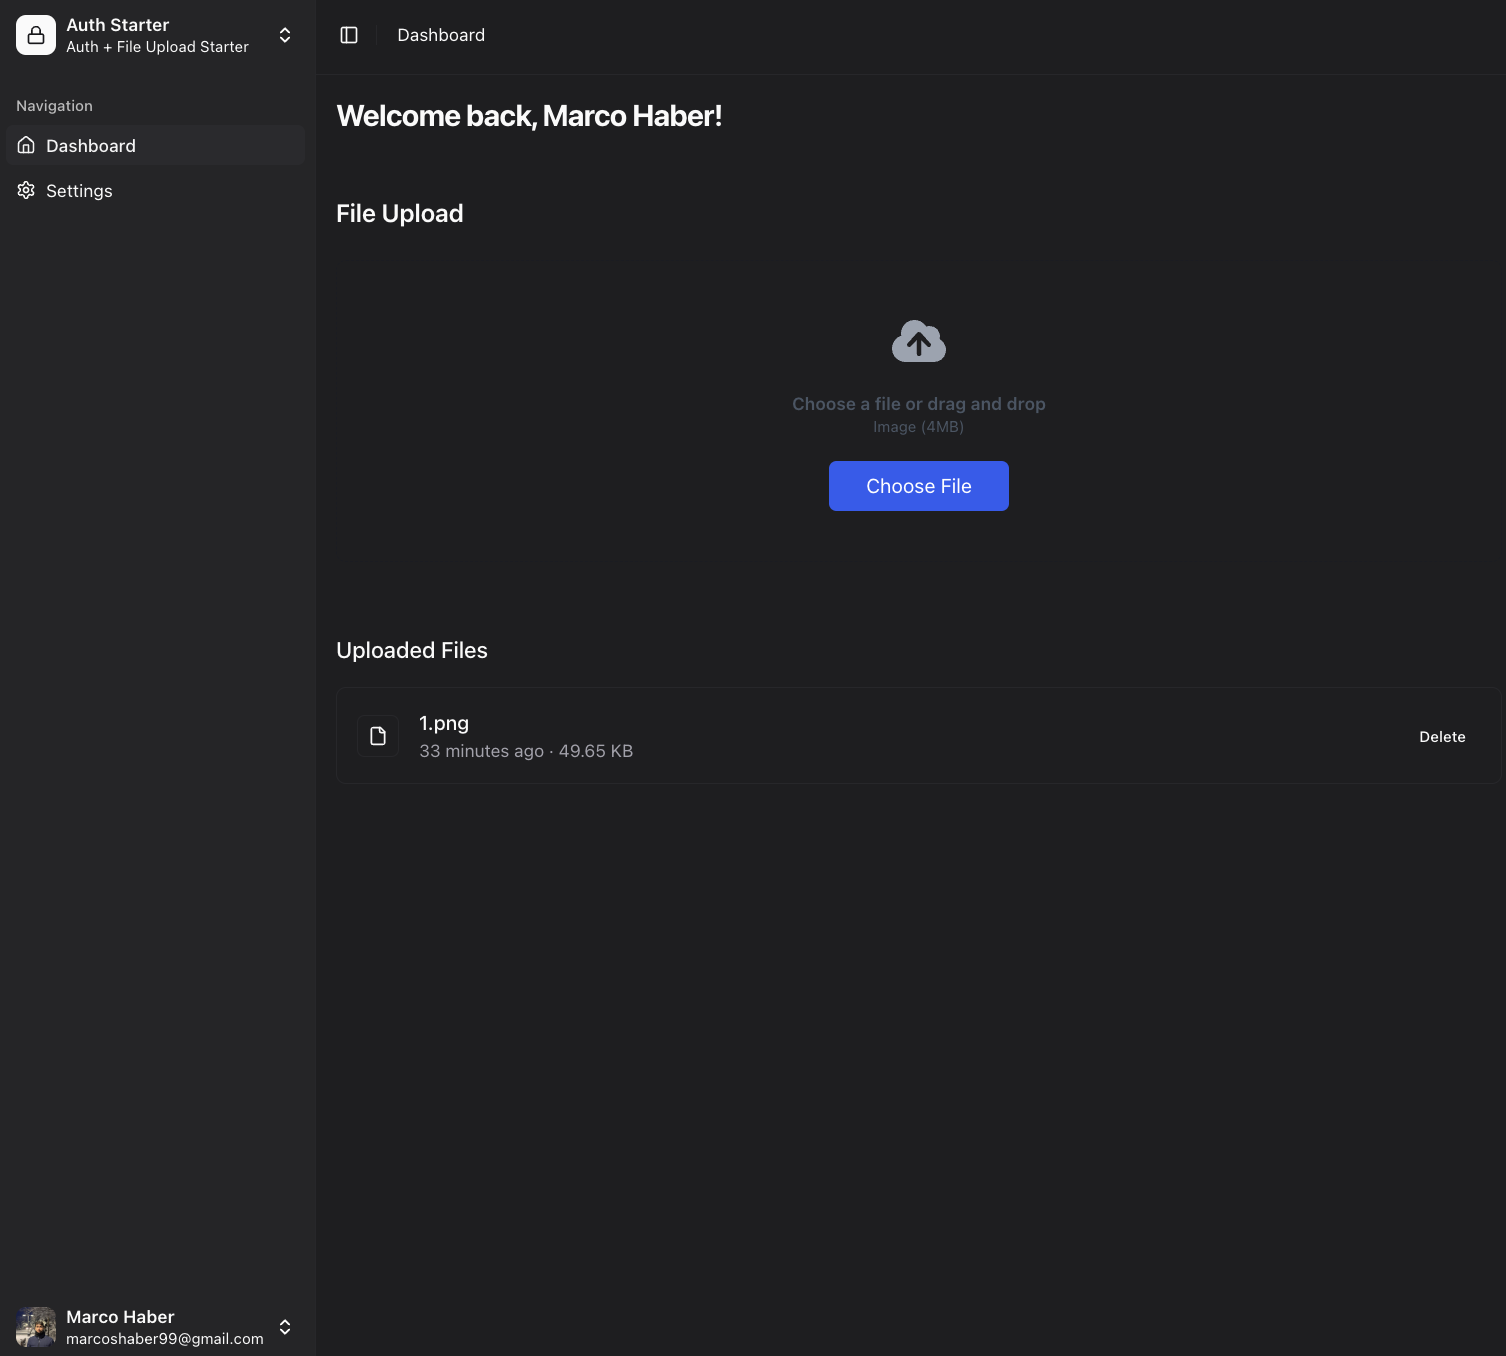 Auth Starter
Auth + File Upload Starter
Navigation
Dashboard
Settings
Marco Haber
marcoshaber99@gmail.com
Dashboard
Welcome back, Marco Haber!
File Upload
Choose a file or drag and drop
Image (4MB)
Choose File
Uploaded Files
1.png
33 minutes ago · 49.65 KB
Delete